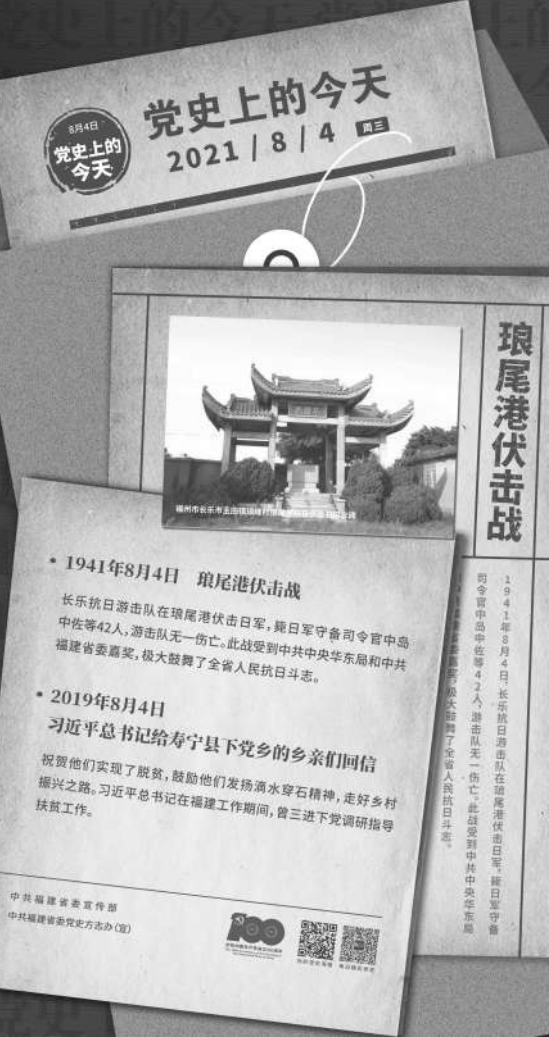 8月4日
党史上的
今天
党史上的今天
2021 / 8 / 4 周三
琅尾港伏击战
1941年8月4日 琅尾港伏击战
长乐抗日游击队在琅尾港伏击日军，毙日军守备司令官中岛
中佐等42人，游击队无一伤亡。此战受到中共中央华东局和中共
福建省委嘉奖，极大鼓舞了全省人民抗日斗志。
2019年8月4日
习近平总书记给寿宁县下党乡的乡亲们回信
祝贺他们实现了脱贫，鼓励他们发扬滴水穿石精神，走好乡村
振兴之路。习近平总书记在福建工作期间，曾三进下党调研指导
扶贫工作。
1941年8月4日，长乐抗日游击队在琅尾港伏击日军，毙日军守备
司令官中岛中佐等42人，游击队无一伤亡。此战受到中共中央华东局
嘉奖，极大鼓舞了全省人民抗日斗志。
中共福建省委宣传部
中共福建省委党史方志办（宣）
100